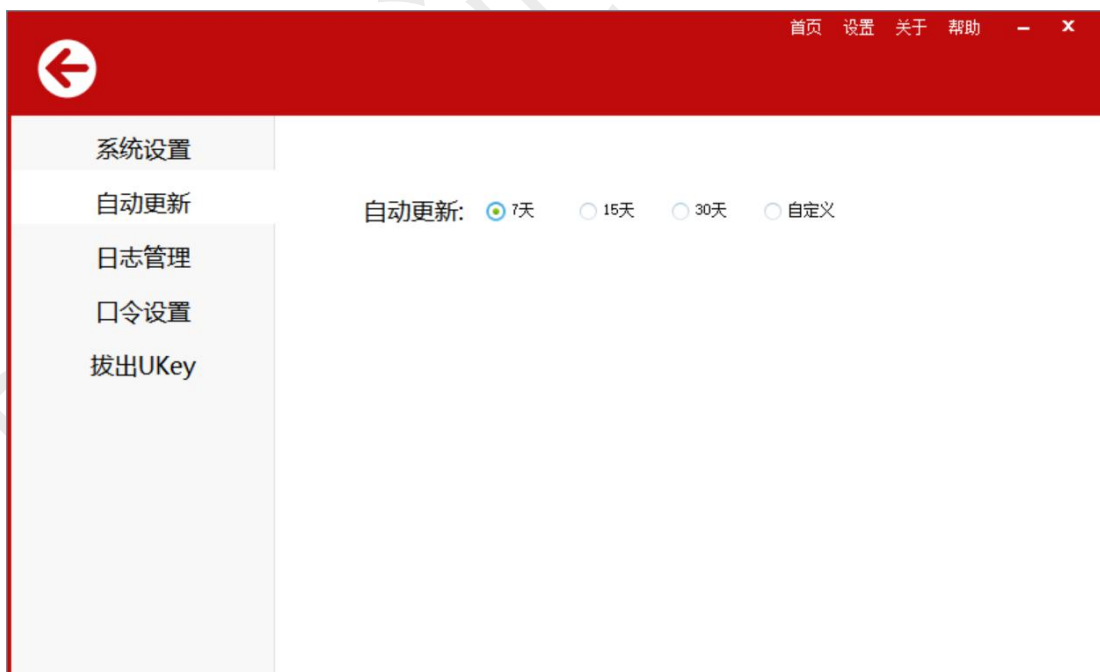 首页 设置 关于 帮助
系统设置
自动更新
日志管理
口令设置
拔出UKey
自动更新: 7天 15天 30天 自定义